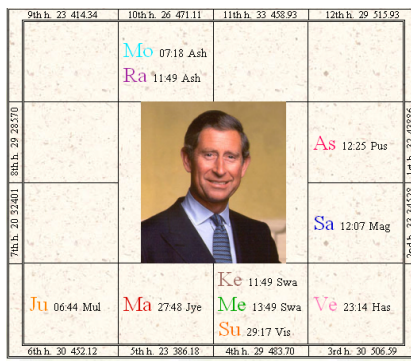 9th h. 23 414.34 10th h. 26 471.11 11th h. 33 458.93 12th h. 29 515.93
Mo 07:18 Ash
Ra 11:49 Ash
8th h. 29 285.70
As 12:25 Pus
7th h. 20 324.01
Sa 12:07 Mag
Ju 06:44 Mul
Ma 27:48 Jye
Ke 11:49 Swa
Me 13:49 Swa
Su 29:17 Vis
Ve 23:14 Has
6th h. 30 452.12 5th h. 23 386.18 4th h. 29 483.70 3rd h. 30 506.59